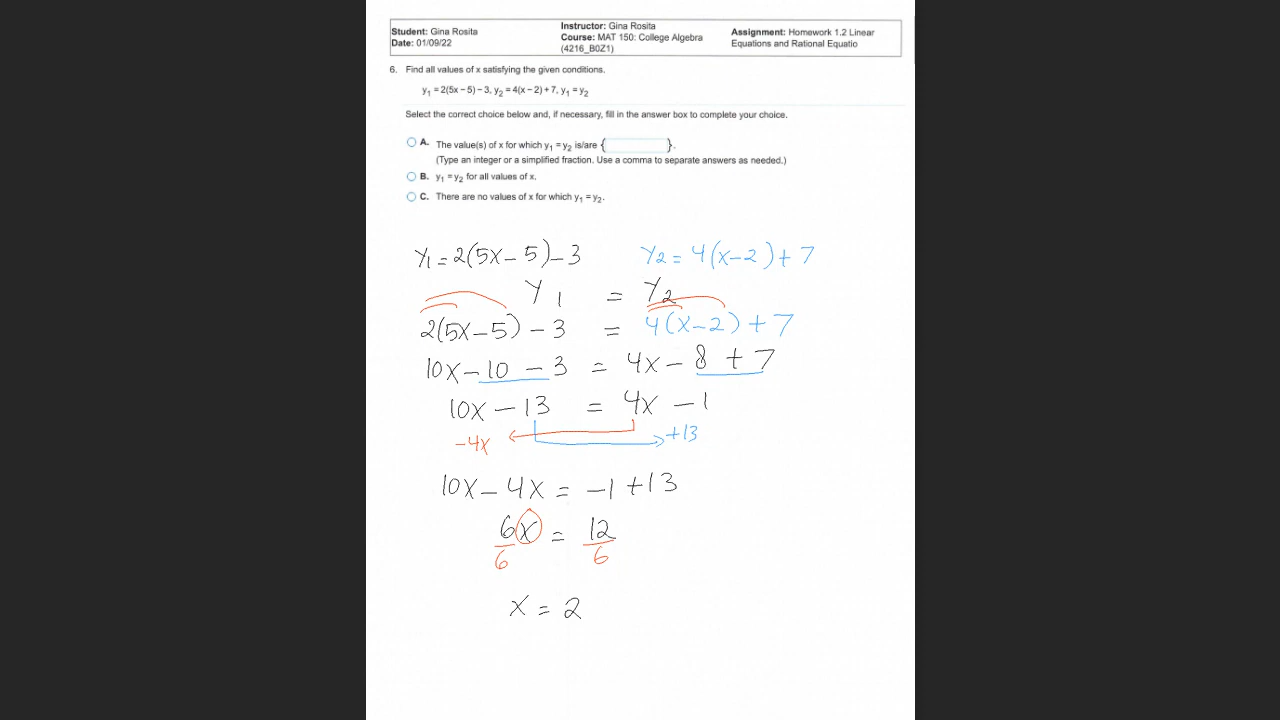 Student: Gina Rosita
Date: 01/09/22
Instructor: Gina Rosita
Course: MAT 150: College Algebra
(4216_B0Z1)
Assignment: Homework 1.2 Linear
Equations and Rational Equatio
6. Find all values of x satisfying the given conditions.
y₁ = 2(5x − 5) − 3, y₂ = 4(x − 2) + 7, y₁ = y₂
Select the correct choice below and, if necessary, fill in the answer box to complete your choice.
A. The value(s) of x for which y₁ = y₂ is/are { }.
(Type an integer or a simplified fraction. Use a comma to separate answers as needed.)
B. y₁ = y₂ for all values of x.
C. There are no values of x for which y₁ = y₂.
Y₁ = 2(5X − 5) − 3 Y₂ = 4(X − 2) + 7
Y₁ = Y₂
2(5X − 5) − 3 = 4(X − 2) + 7
10X − 10 − 3 = 4X − 8 + 7
10X − 13 = 4X − 1
−4X +13
10X − 4X = −1 + 13
6X = 12
6 6
X = 2